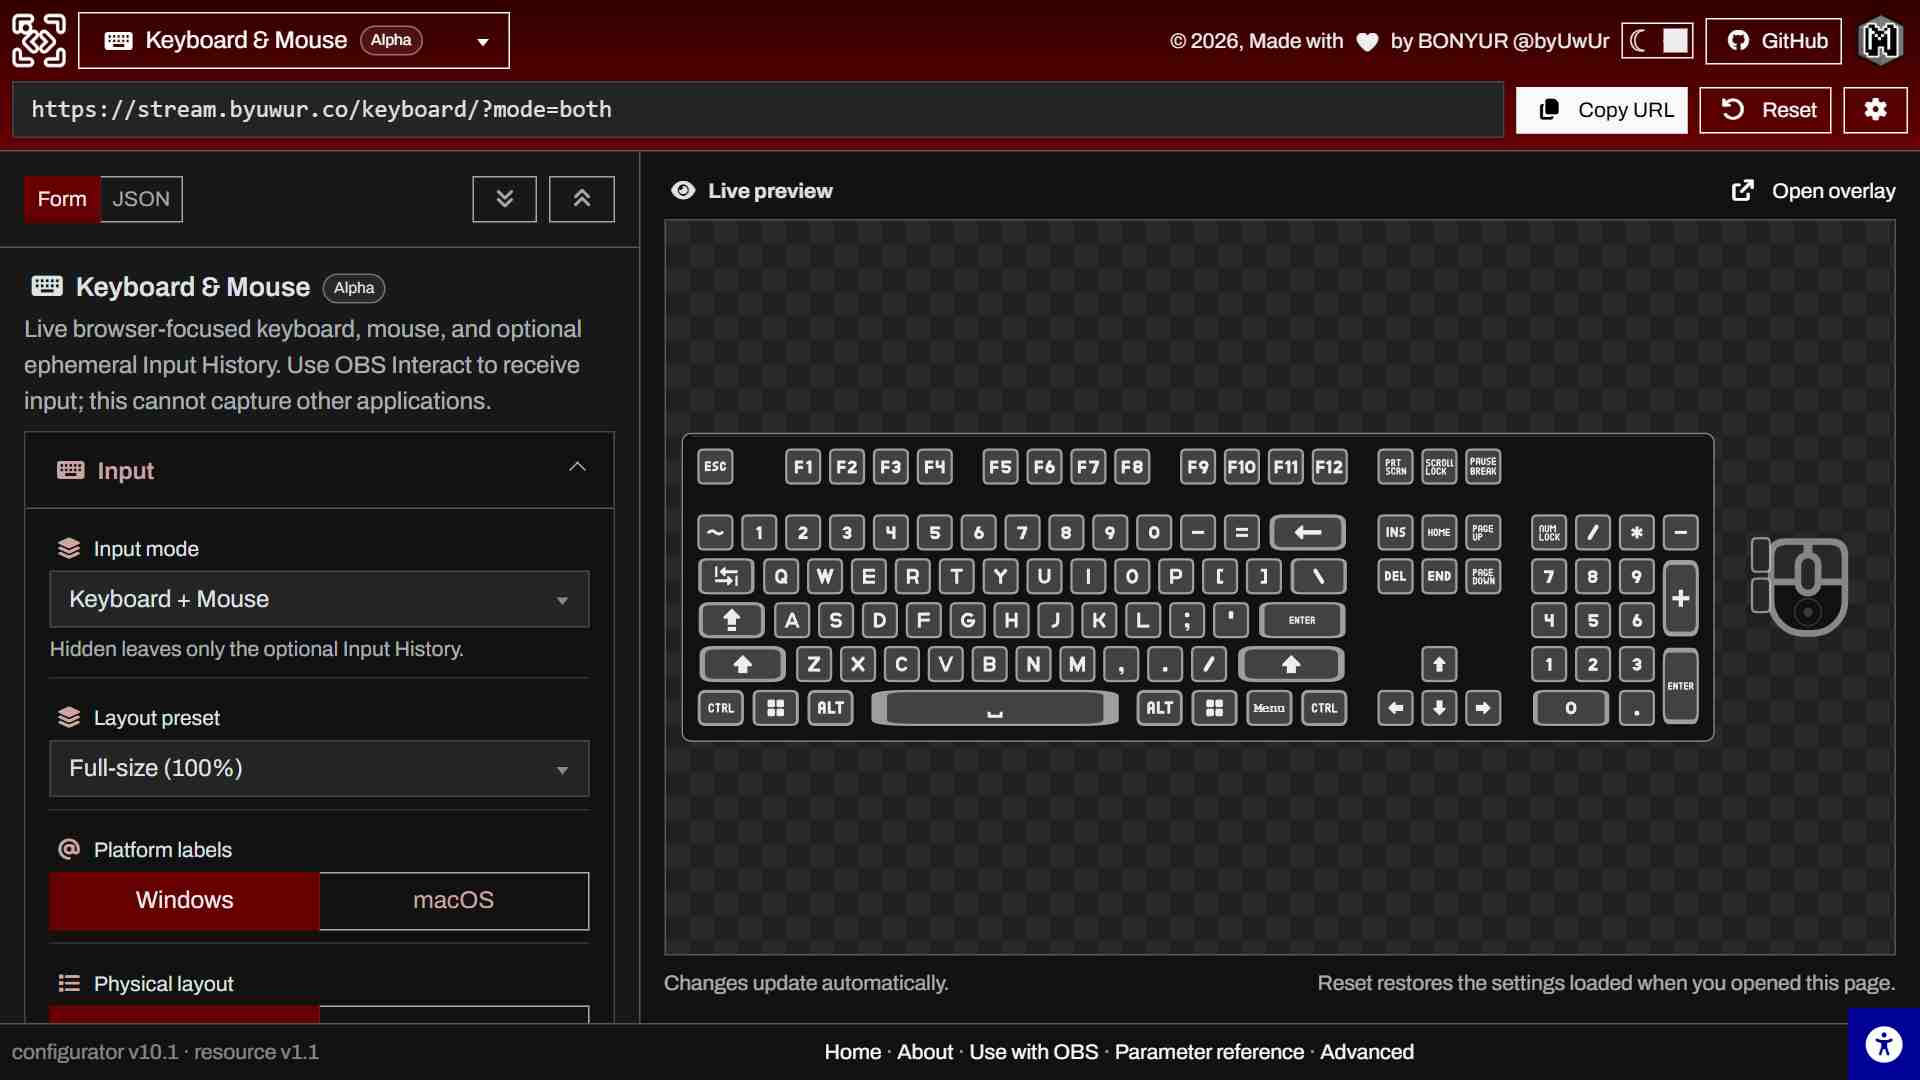 Keyboard & Mouse Alpha
© 2026, Made with by BONYUR @byUwUr
GitHub
https://stream.byuwur.co/keyboard/?mode=both
Copy URL
Reset
Form JSON
Live preview
Open overlay
Keyboard & Mouse Alpha
Live browser-focused keyboard, mouse, and optional
ephemeral Input History. Use OBS Interact to receive
input; this cannot capture other applications.
Input
Input mode
Keyboard + Mouse
Hidden leaves only the optional Input History.
Layout preset
Full-size (100%)
Platform labels
Windows macOS
Physical layout
ESC F1 F2 F3 F4 F5 F6 F7 F8 F9 F10 F11 F12 PRT SCRN SCROLL LOCK PAUSE BREAK
~ 1 2 3 4 5 6 7 8 9 0 - = INS HOME PAGE UP NUM LOCK / * -
Q W E R T Y U I O P [ ] \ DEL END PAGE DOWN 7 8 9 +
A S D F G H J K L ; ' ENTER 4 5 6
Z X C V B N M , . / 1 2 3 ENTER
CTRL ALT ALT Menu CTRL 0 .
Changes update automatically.
Reset restores the settings loaded when you opened this page.
configurator v10.1 · resource v1.1
Home · About · Use with OBS · Parameter reference · Advanced